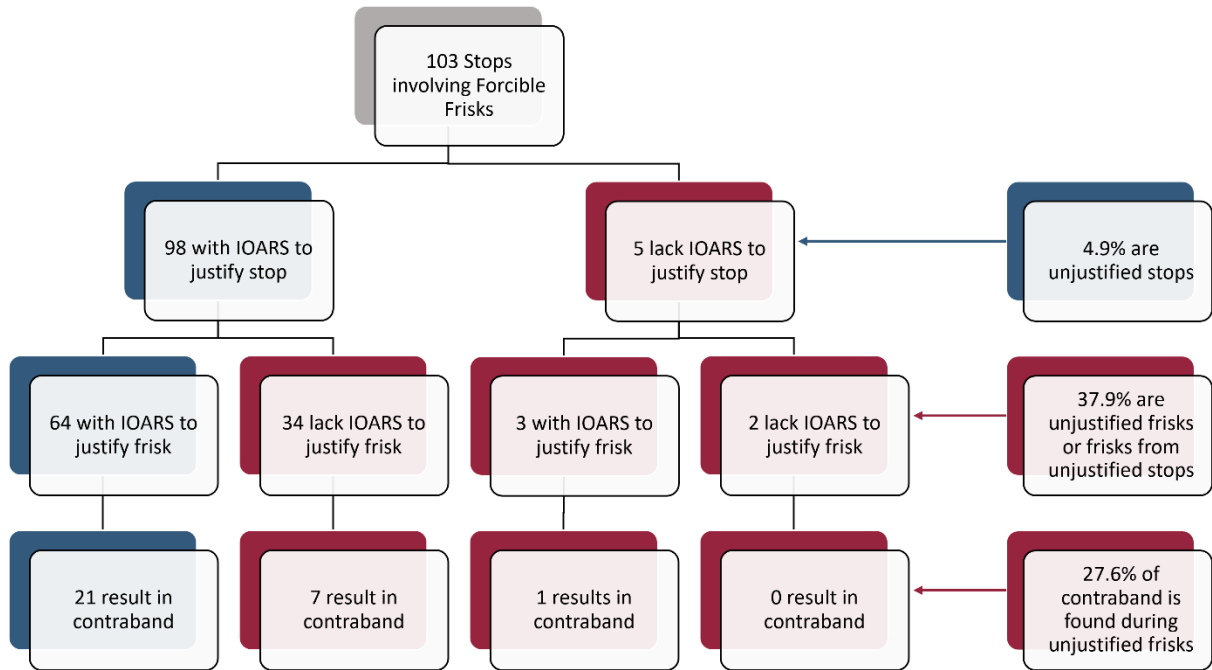 103 Stops
involving Forcible
Frisks
98 with IOARS to
justify stop
5 lack IOARS to
justify stop
4.9% are
unjustified stops
64 with IOARS to
justify frisk
34 lack IOARS to
justify frisk
3 with IOARS to
justify frisk
2 lack IOARS to
justify frisk
37.9% are
unjustified frisks
or frisks from
unjustified stops
21 result in
contraband
7 result in
contraband
1 results in
contraband
0 result in
contraband
27.6% of
contraband is
found during
unjustified frisks